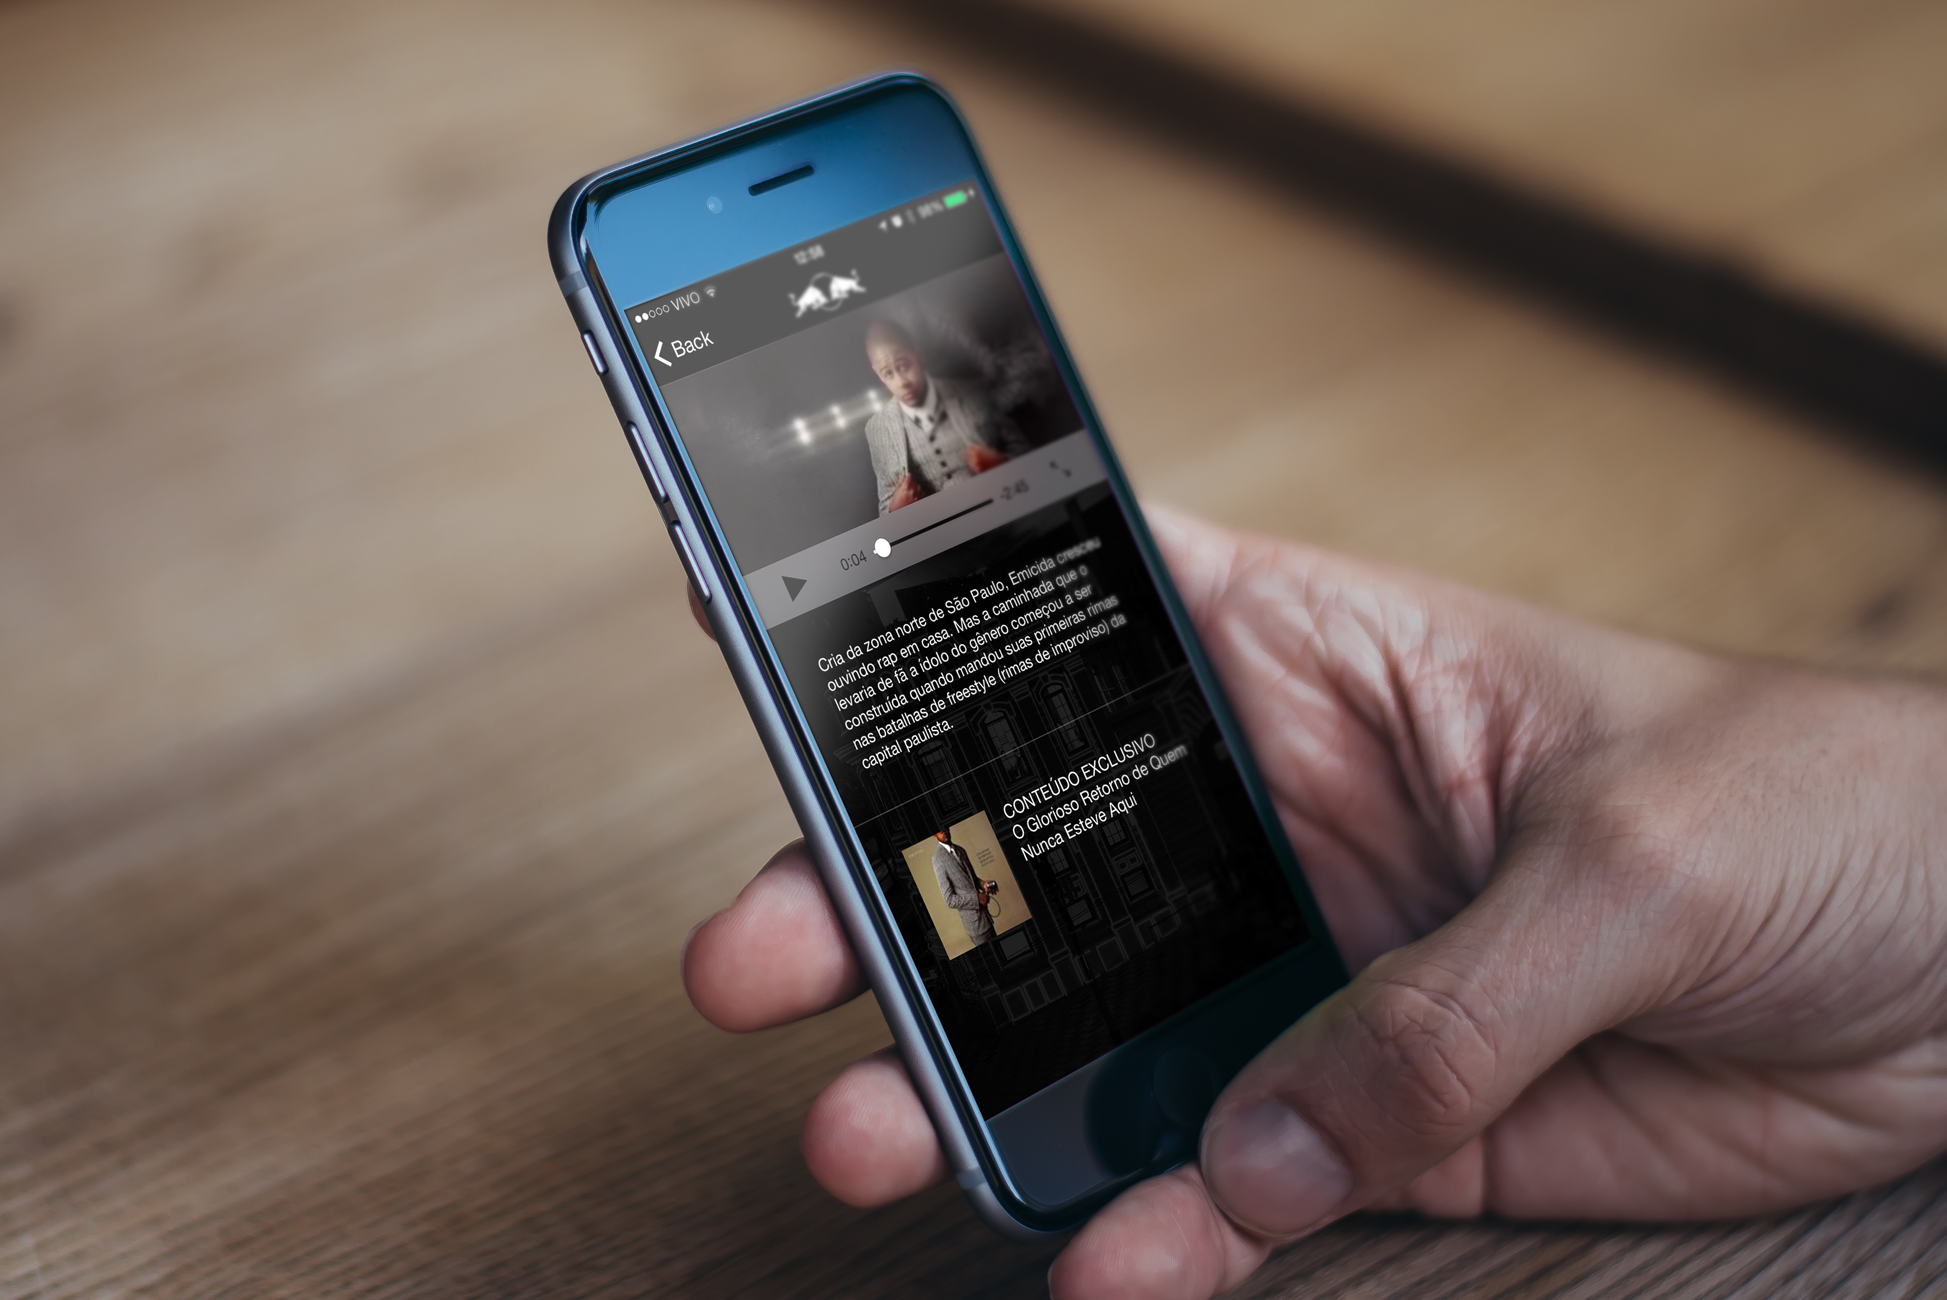 VIVO
12:58
98%
Back
0:04
-2:45
Cria da zona norte de São Paulo, Emicida cresceu
ouvindo rap em casa. Mas a caminhada que o
levaria de fã a ídolo do gênero começou a ser
construída quando mandou suas primeiras rimas
nas batalhas de freestyle (rimas de improviso) da
capital paulista.
CONTEÚDO EXCLUSIVO
O Glorioso Retorno de Quem
Nunca Esteve Aqui